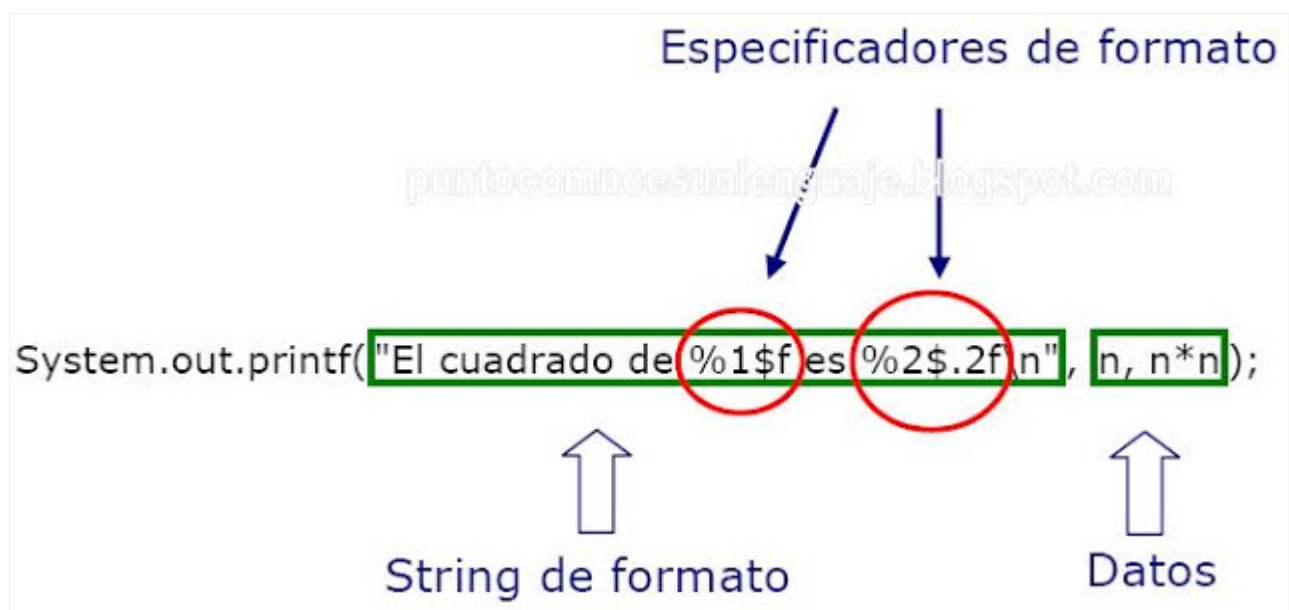 Especificadores de formato
puntocomnoesunlenguaje.blogspot.com
System.out.printf("El cuadrado de %1$f es %2$.2f\n", n, n*n);
String de formato
Datos